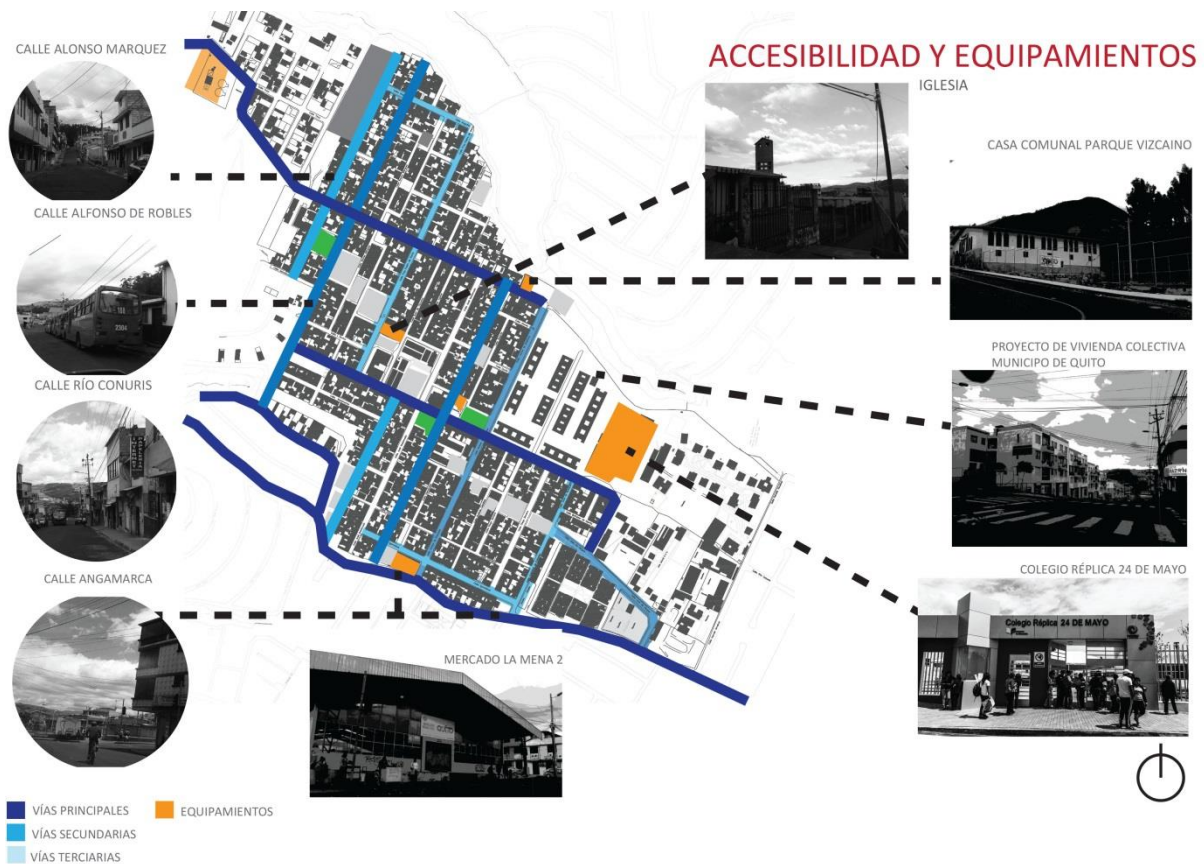 ACCESIBILIDAD Y EQUIPAMIENTOS
IGLESIA
CASA COMUNAL PARQUE VIZCAINO
PROYECTO DE VIVIENDA COLECTIVA
MUNICIPO DE QUITO
COLEGIO RÉPLICA 24 DE MAYO
Colegio Réplica 24 DE MAYO
CALLE ALONSO MARQUEZ
CALLE ALFONSO DE ROBLES
CALLE RÍO CONURIS
CALLE ANGAMARCA
MERCADO LA MENA 2
QUITO
VÍAS PRINCIPALES
EQUIPAMIENTOS
VÍAS SECUNDARIAS
VÍAS TERCIARIAS